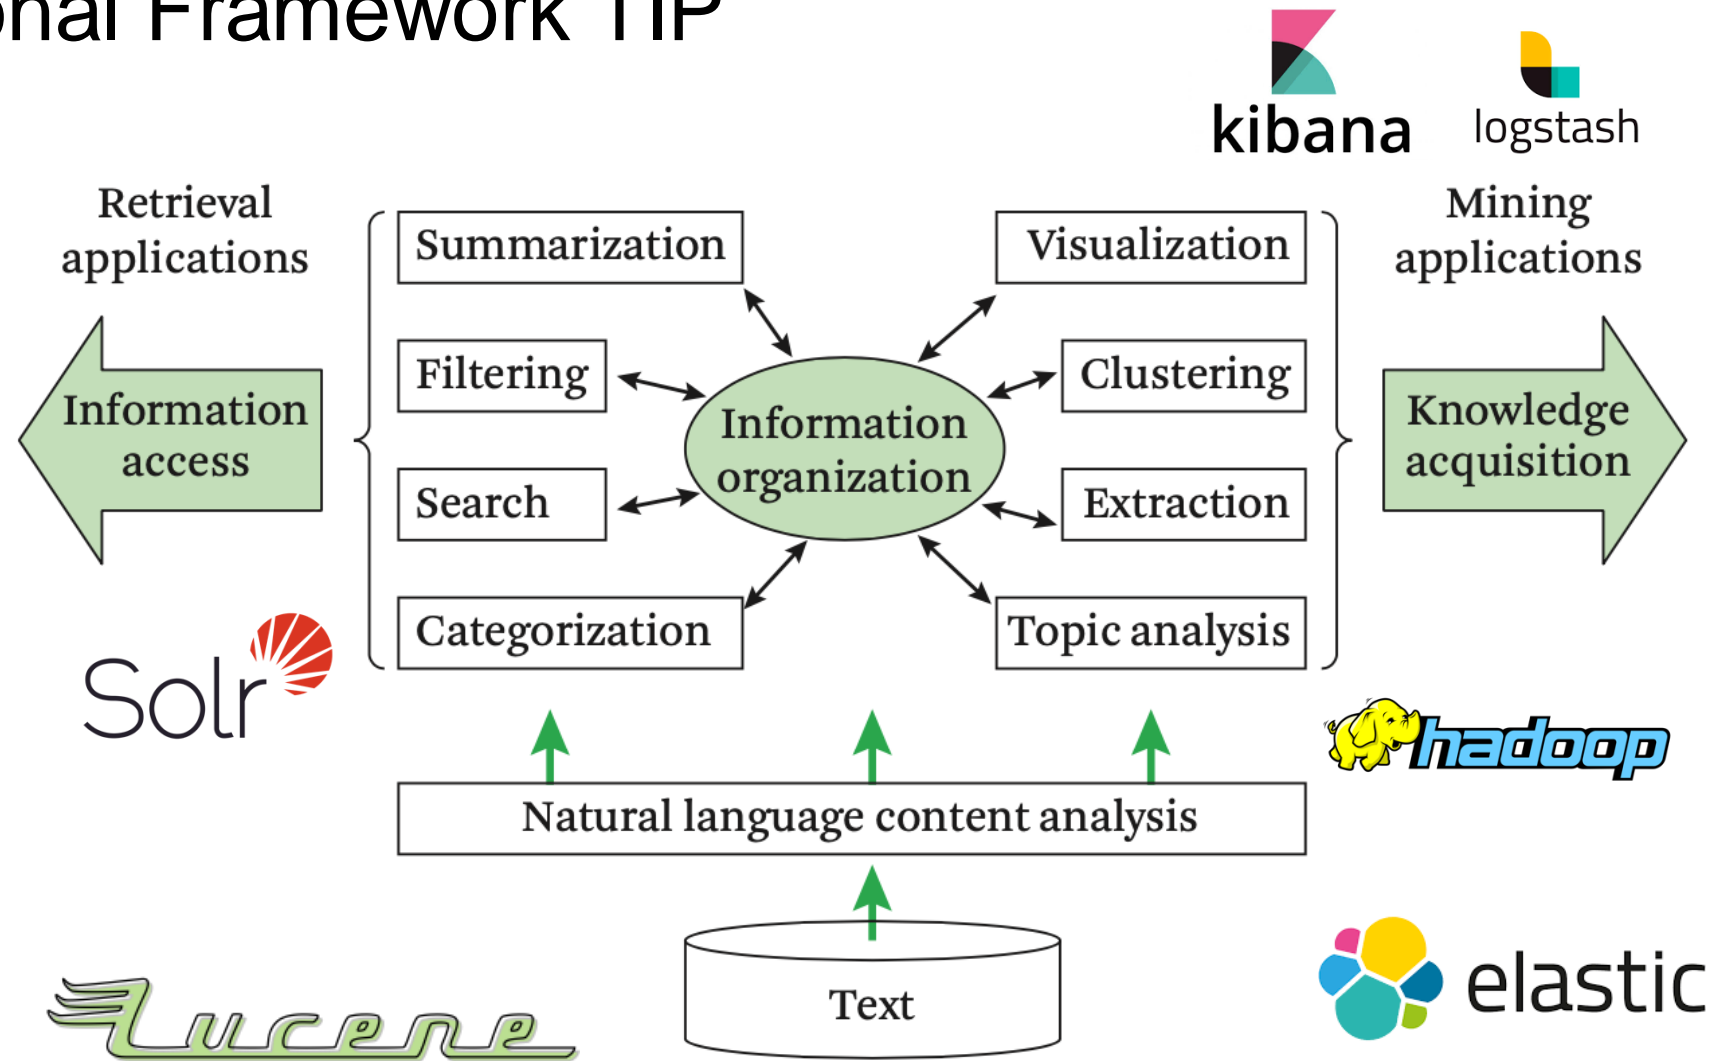 onal Framework TIP
kibana
logstash
Retrieval
applications
Summarization
Visualization
Mining
applications
Filtering
Clustering
Information
access
Information
organization
Knowledge
acquisition
Search
Extraction
Categorization
Topic analysis
Solr
hadoop
Natural language content analysis
Text
elastic
Lucene